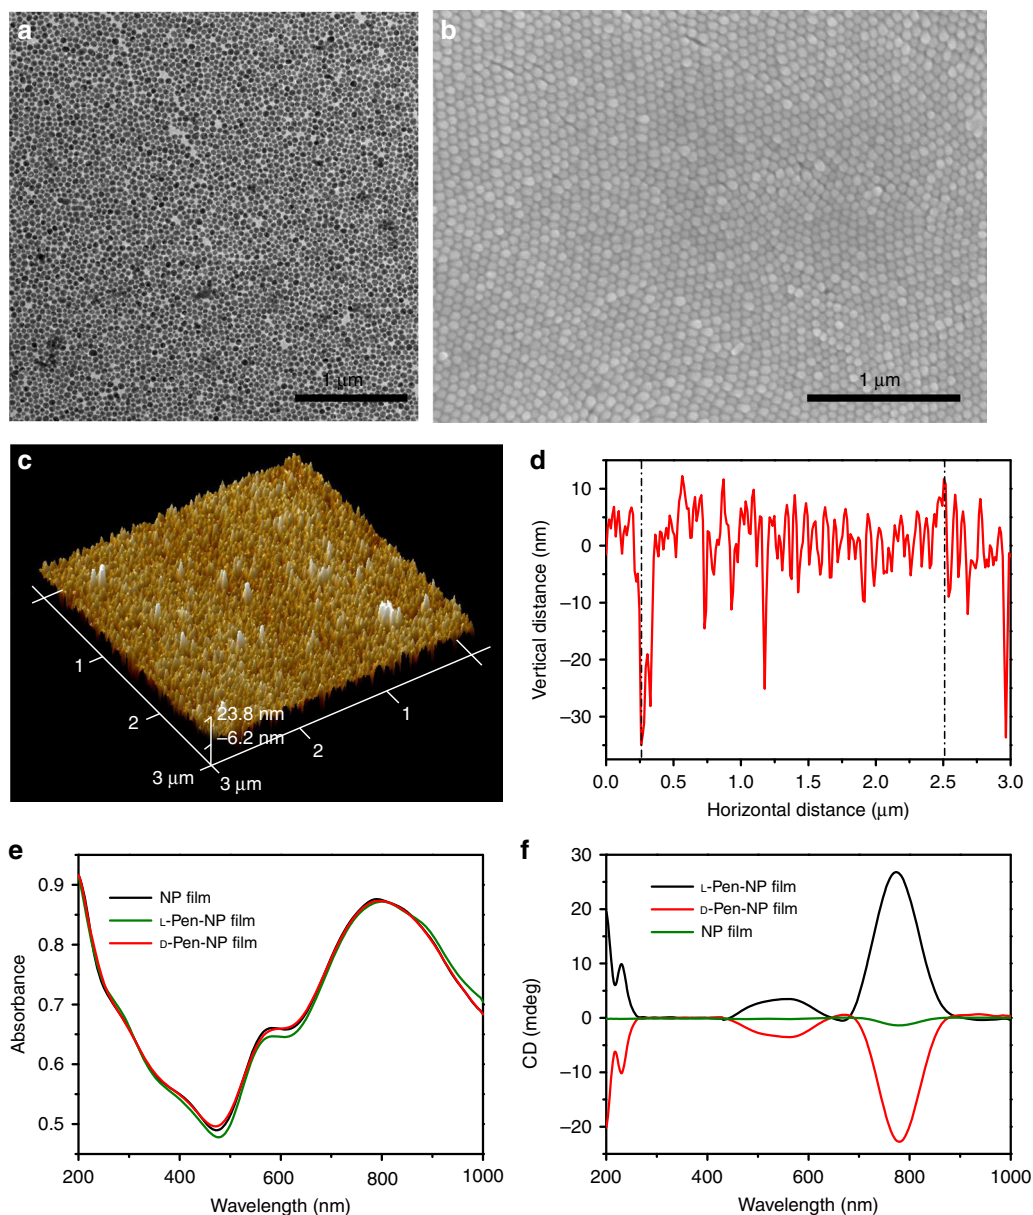 a
1 μm
b
1 μm
c
1
2
3 μm
23.8 nm
−6.2 nm
3 μm
2
1
d
Vertical distance (nm)
10
0
−10
−20
−30
0.0 0.5 1.0 1.5 2.0 2.5 3.0
Horizontal distance (μm)
e
Absorbance
0.9
0.8
0.7
0.6
0.5
NP film
L-Pen-NP film
D-Pen-NP film
200 400 600 800 1000
Wavelength (nm)
f
CD (mdeg)
30
20
10
0
−10
−20
L-Pen-NP film
D-Pen-NP film
NP film
200 400 600 800 1000
Wavelength (nm)